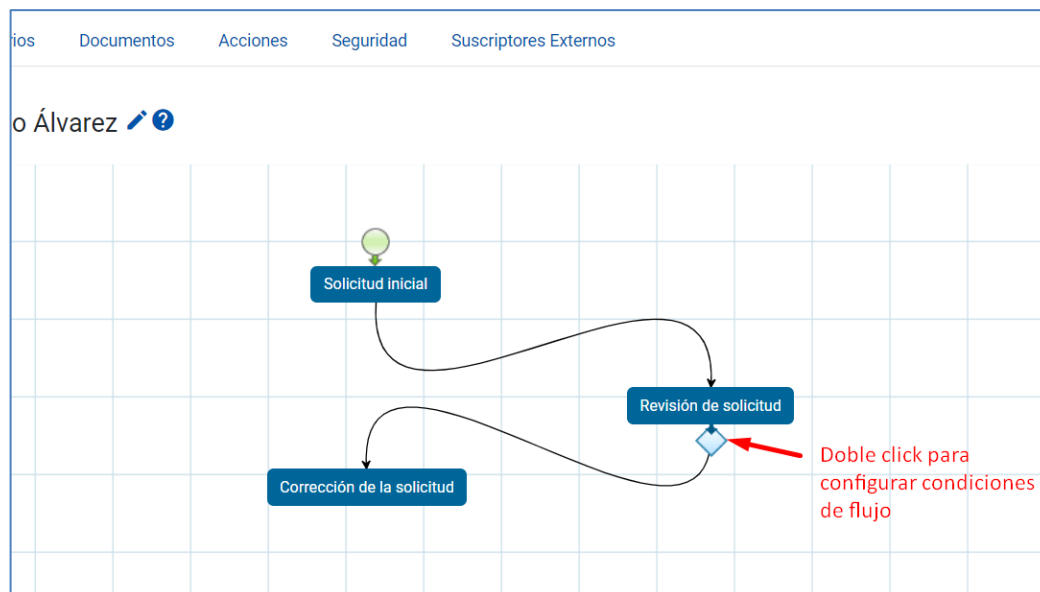 rios Documentos Acciones Seguridad Suscriptores Externos
o Álvarez
Solicitud inicial
Revisión de solicitud
Corrección de la solicitud
Doble click para
configurar condiciones
de flujo